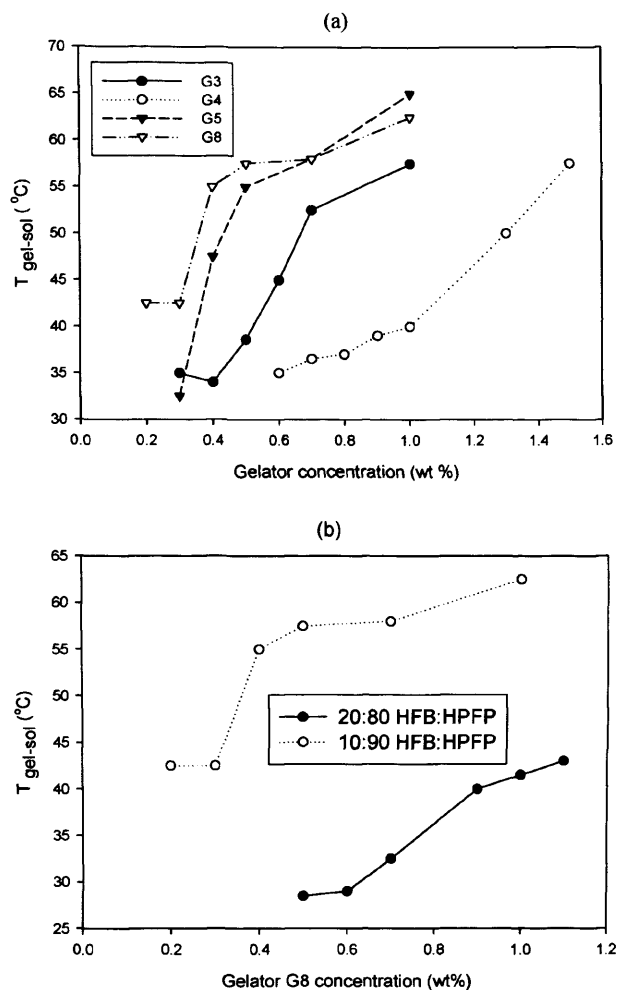 (a)
70
65
60
55
50
45
40
35
30
T gel-sol (°C)
G3
G4
G5
G8
0.0 0.2 0.4 0.6 0.8 1.0 1.2 1.4 1.6
Gelator concentration (wt %)
(b)
65
60
55
50
45
40
35
30
25
T gel-sol (°C)
20:80 HFB:HPFP
10:90 HFB:HPFP
0.0 0.2 0.4 0.6 0.8 1.0 1.2
Gelator G8 concentration (wt%)